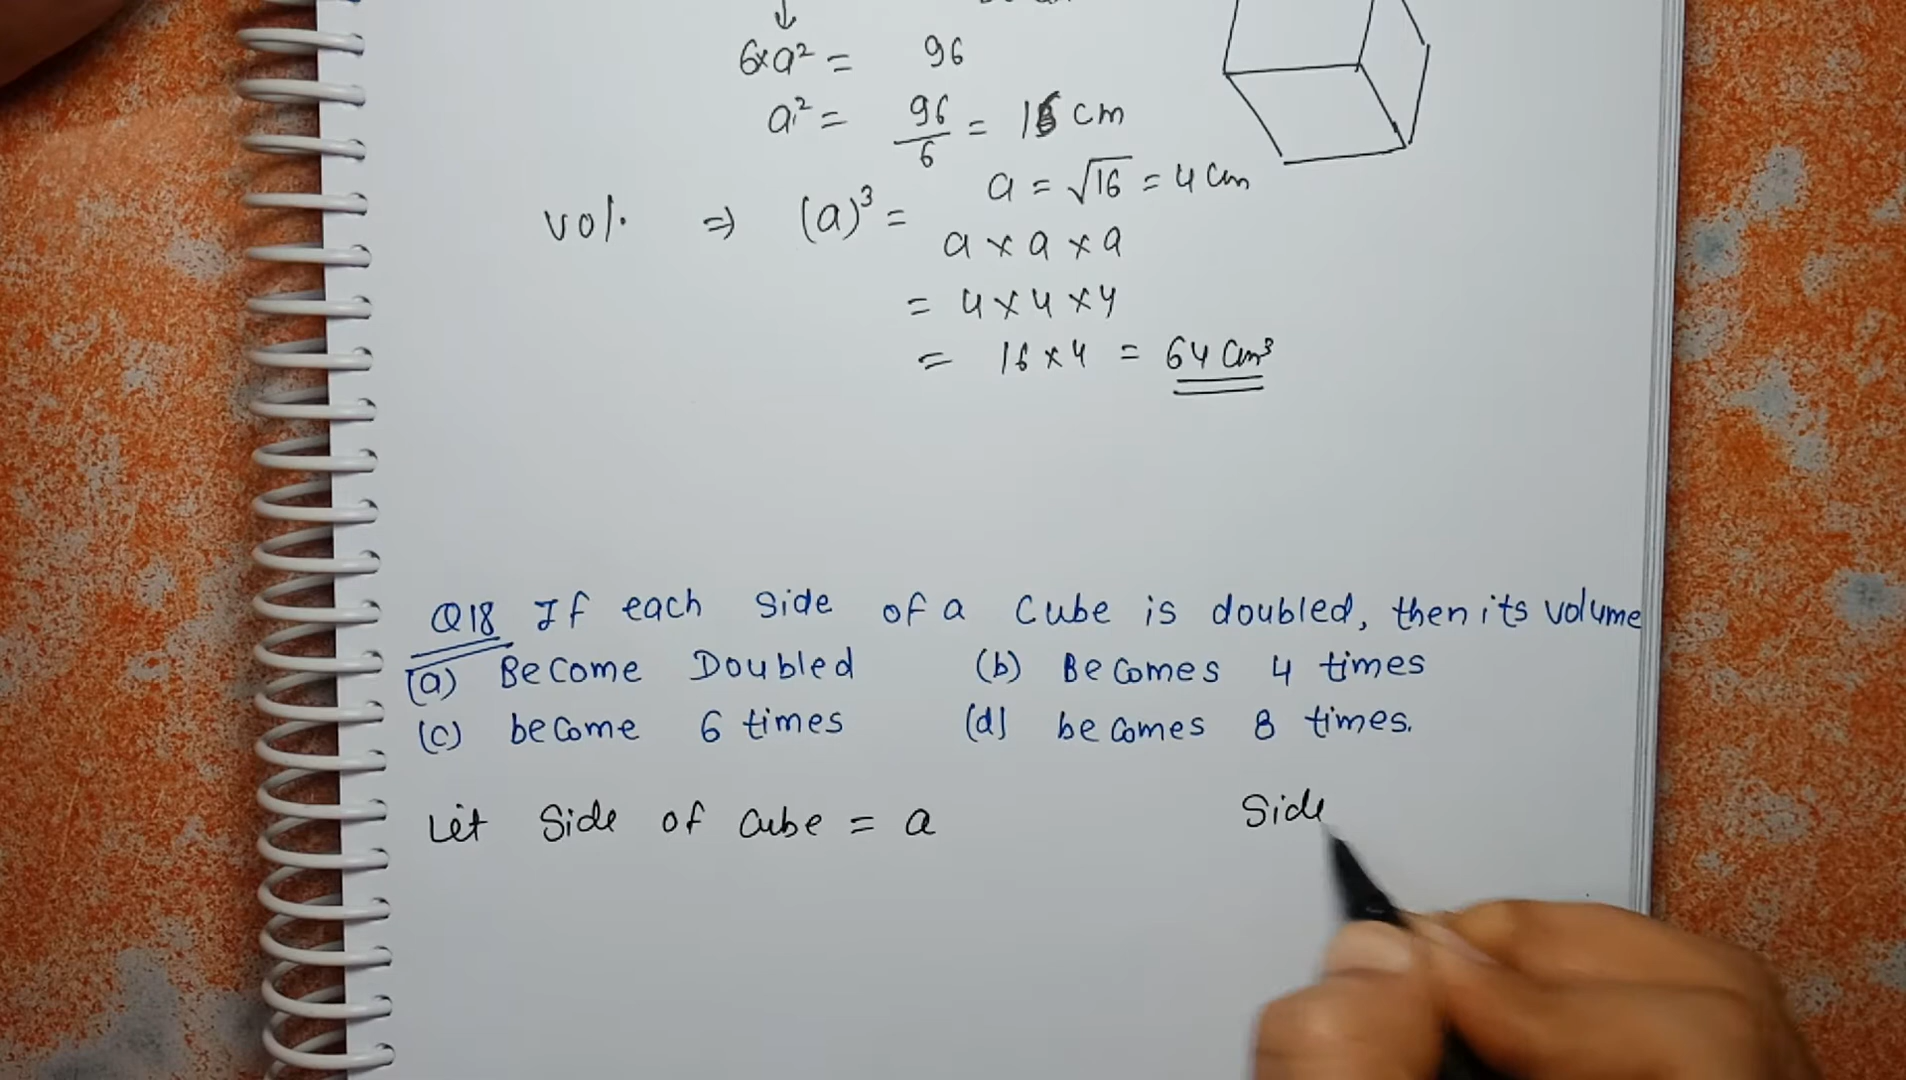 6×a² = 96
a² = 96/6 = 16 cm
a = √16 = 4 cm
vol. ⇒ (a)³ =
a × a × a
= 4 × 4 × 4
= 16 × 4 = 64 cm³
Q18 If each side of a cube is doubled, then its volume
(a) Become Doubled (b) Becomes 4 times
(c) become 6 times (d) becomes 8 times.
Let Side of cube = a Side